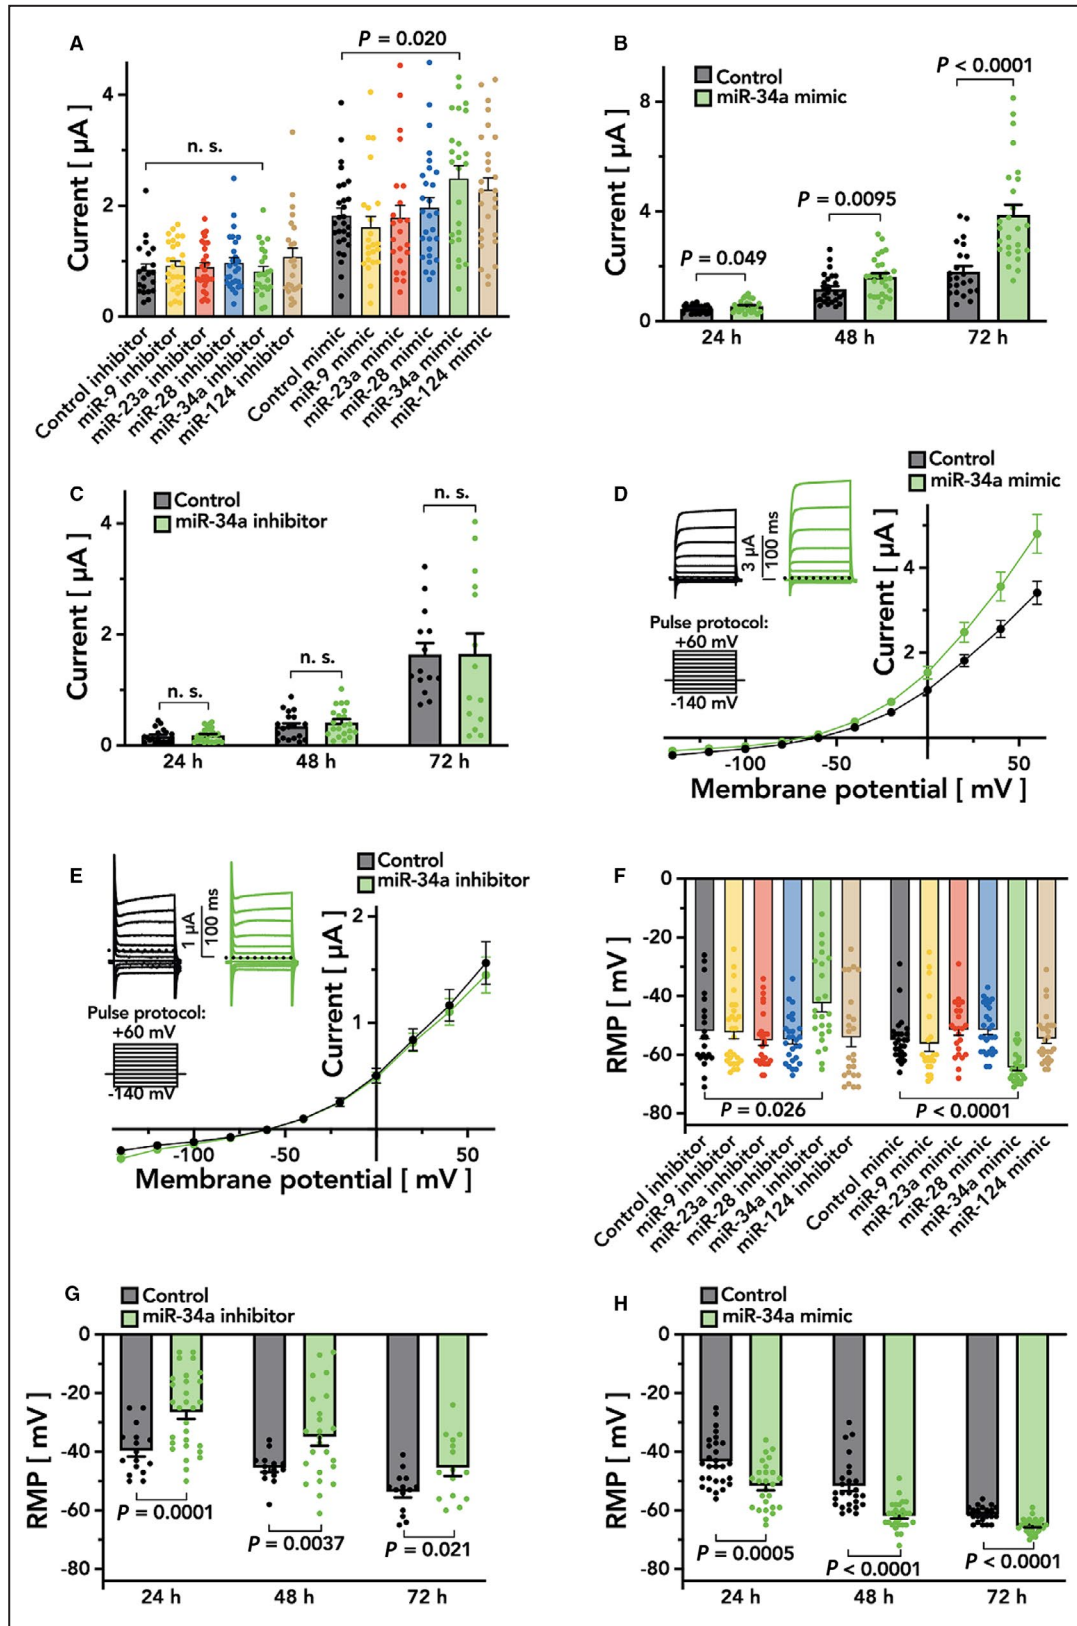 A
P = 0.020
n. s.
Current [ µA ]
4
2
0
Control inhibitor
miR-9 inhibitor
miR-23a inhibitor
miR-28 inhibitor
miR-34a inhibitor
miR-124 inhibitor
Control mimic
miR-9 mimic
miR-23a mimic
miR-28 mimic
miR-34a mimic
miR-124 mimic
B
Control
miR-34a mimic
P < 0.0001
P = 0.0095
P = 0.049
Current [ µA ]
8
4
0
24 h 48 h 72 h
C
Control
miR-34a inhibitor
n. s.
n. s.
n. s.
Current [ µA ]
4
2
0
24 h 48 h 72 h
D
Control
miR-34a mimic
3 µA
100 ms
Pulse protocol:
+60 mV
-140 mV
Current [ µA ]
4
2
-100 -50 50
Membrane potential [ mV ]
E
Control
miR-34a inhibitor
1 µA
100 ms
Pulse protocol:
+60 mV
-140 mV
Current [ µA ]
2
1
-100 -50 50
Membrane potential [ mV ]
F
RMP [ mV ]
0
-20
-40
-60
-80
P = 0.026
P < 0.0001
Control inhibitor
miR-9 inhibitor
miR-23a inhibitor
miR-28 inhibitor
miR-34a inhibitor
miR-124 inhibitor
Control mimic
miR-9 mimic
miR-23a mimic
miR-28 mimic
miR-34a mimic
miR-124 mimic
G
Control
miR-34a inhibitor
RMP [ mV ]
0
-20
-40
-60
-80
P = 0.0001
P = 0.0037
P = 0.021
24 h 48 h 72 h
H
Control
miR-34a mimic
RMP [ mV ]
0
-20
-40
-60
-80
P = 0.0005
P < 0.0001
P < 0.0001
24 h 48 h 72 h